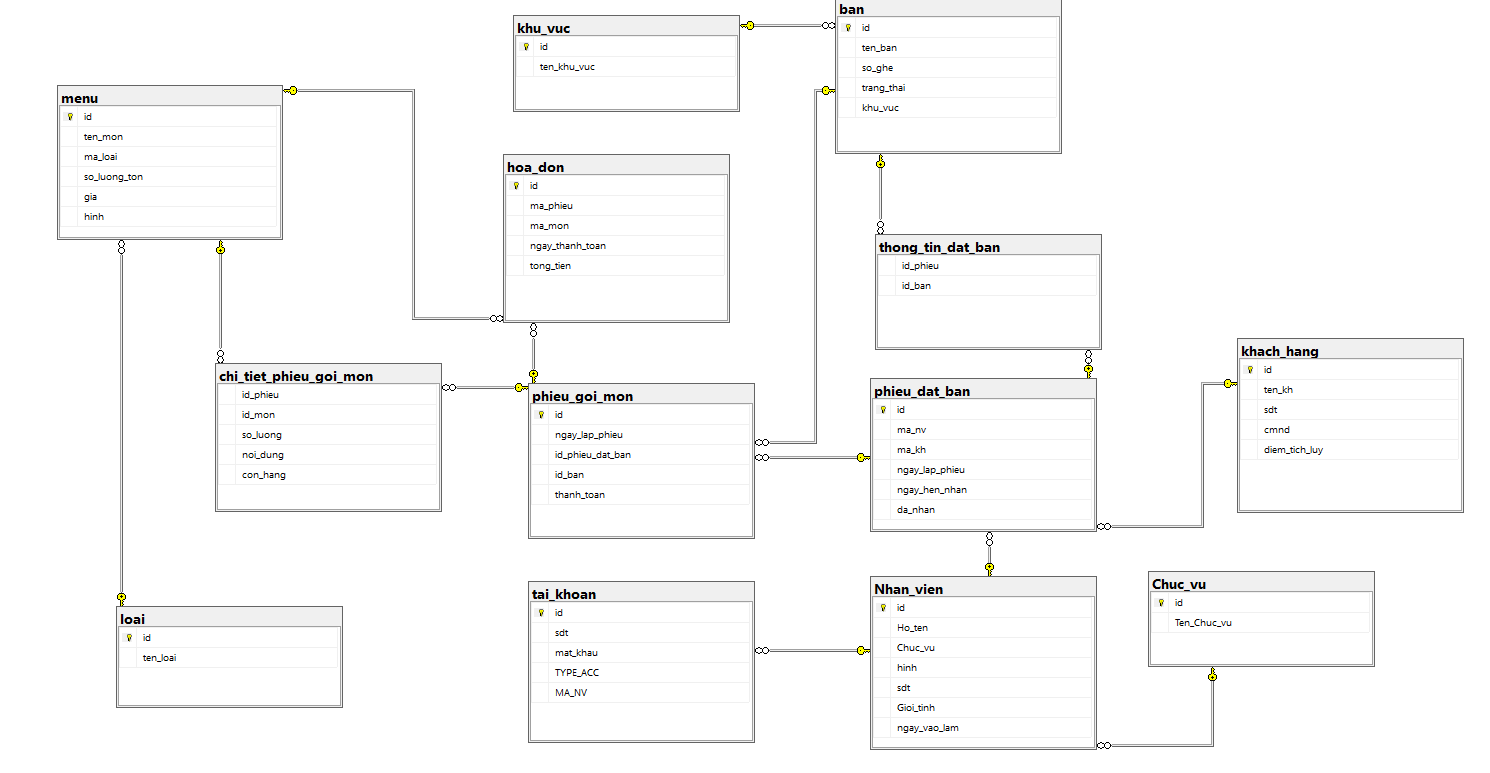 khu_vuc
id
ten_khu_vuc
ban
id
ten_ban
so_ghe
trang_thai
khu_vuc
menu
id
ten_mon
ma_loai
so_luong_ton
gia
hinh
hoa_don
id
ma_phieu
ma_mon
ngay_thanh_toan
tong_tien
thong_tin_dat_ban
id_phieu
id_ban
chi_tiet_phieu_goi_mon
id_phieu
id_mon
so_luong
noi_dung
con_hang
phieu_goi_mon
id
ngay_lap_phieu
id_phieu_dat_ban
id_ban
thanh_toan
phieu_dat_ban
id
ma_nv
ma_kh
ngay_lap_phieu
ngay_hen_nhan
da_nhan
khach_hang
id
ten_kh
sdt
cmnd
diem_tich_luy
loai
id
ten_loai
tai_khoan
id
sdt
mat_khau
TYPE_ACC
MA_NV
Nhan_vien
id
Ho_ten
Chuc_vu
hinh
sdt
Gioi_tinh
ngay_vao_lam
Chuc_vu
id
Ten_Chuc_vu